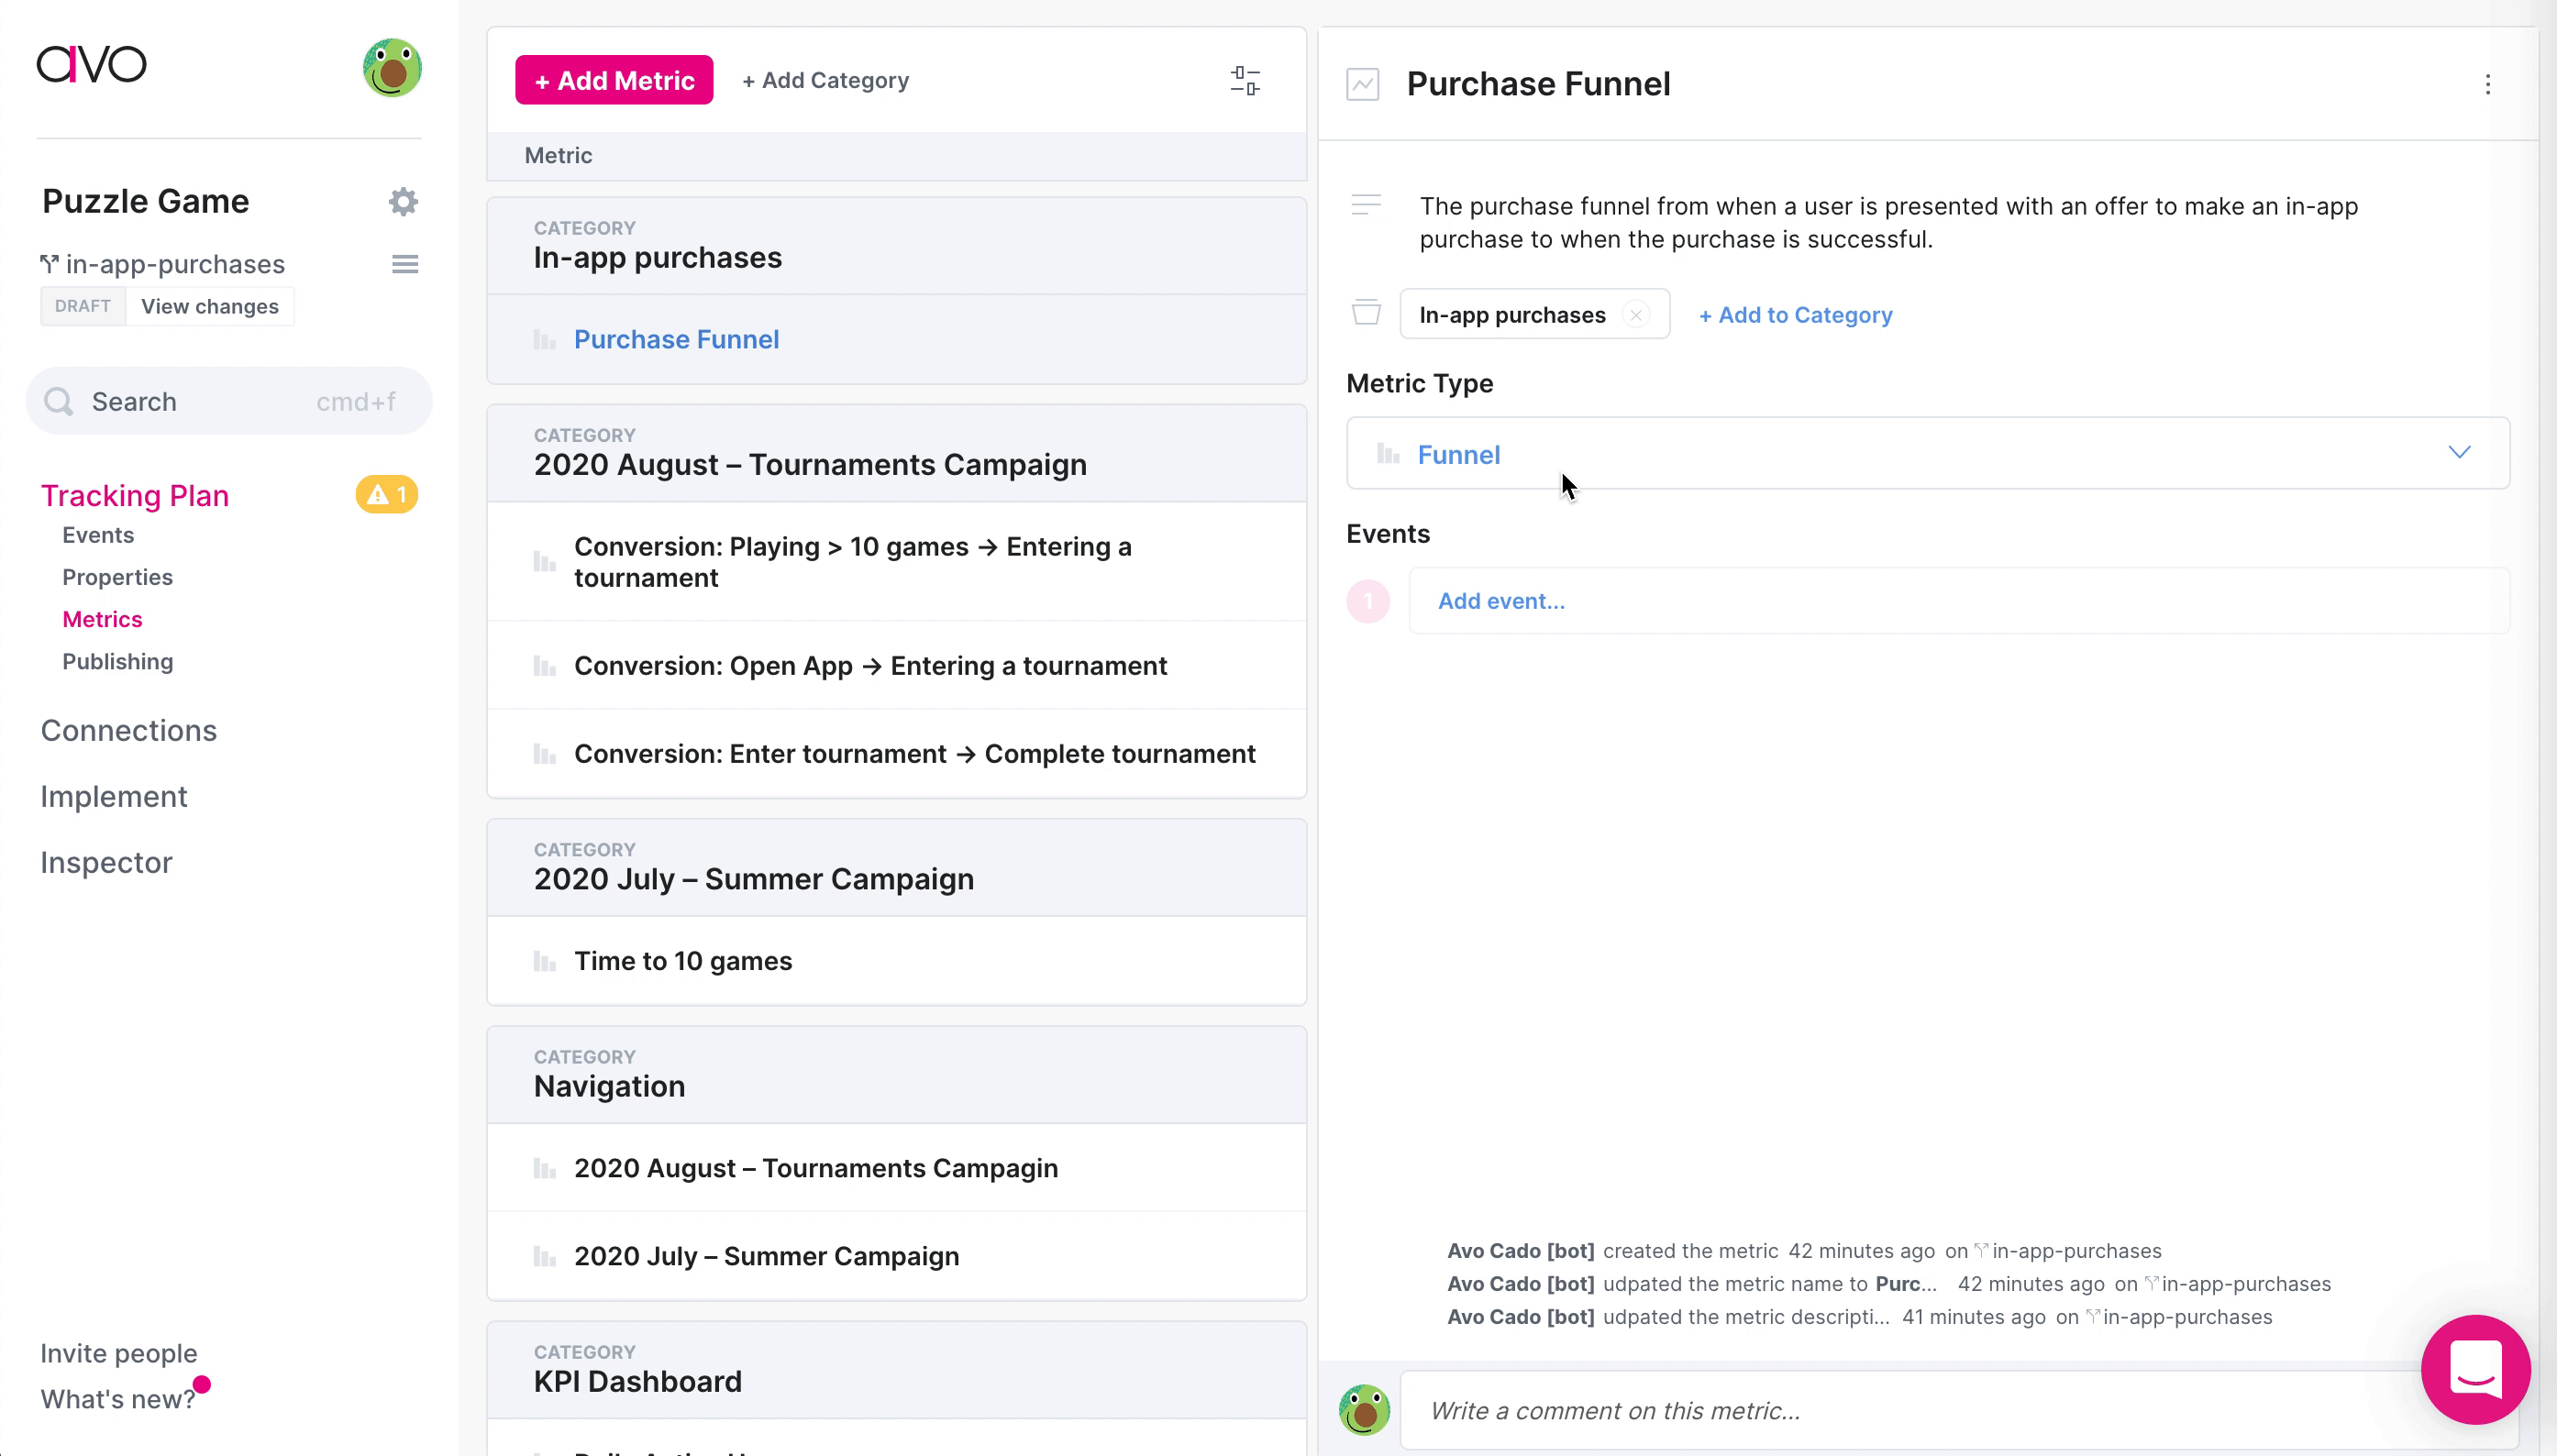 avo
Puzzle Game
in-app-purchases
DRAFT View changes
Search cmd+f
Tracking Plan 1
Events
Properties
Metrics
Publishing
Connections
Implement
Inspector
Invite people
What's new?
+ Add Metric + Add Category
Metric
CATEGORY
In-app purchases
Purchase Funnel
CATEGORY
2020 August – Tournaments Campaign
Conversion: Playing > 10 games → Entering a
tournament
Conversion: Open App → Entering a tournament
Conversion: Enter tournament → Complete tournament
CATEGORY
2020 July – Summer Campaign
Time to 10 games
CATEGORY
Navigation
2020 August – Tournaments Campagin
2020 July – Summer Campaign
CATEGORY
KPI Dashboard
Purchase Funnel
The purchase funnel from when a user is presented with an offer to make an in-app
purchase to when the purchase is successful.
In-app purchases + Add to Category
Metric Type
Funnel
Events
1 Add event...
Avo Cado [bot] created the metric 42 minutes ago on in-app-purchases
Avo Cado [bot] udpated the metric name to Purc... 42 minutes ago on in-app-purchases
Avo Cado [bot] udpated the metric descripti... 41 minutes ago on in-app-purchases
Write a comment on this metric...